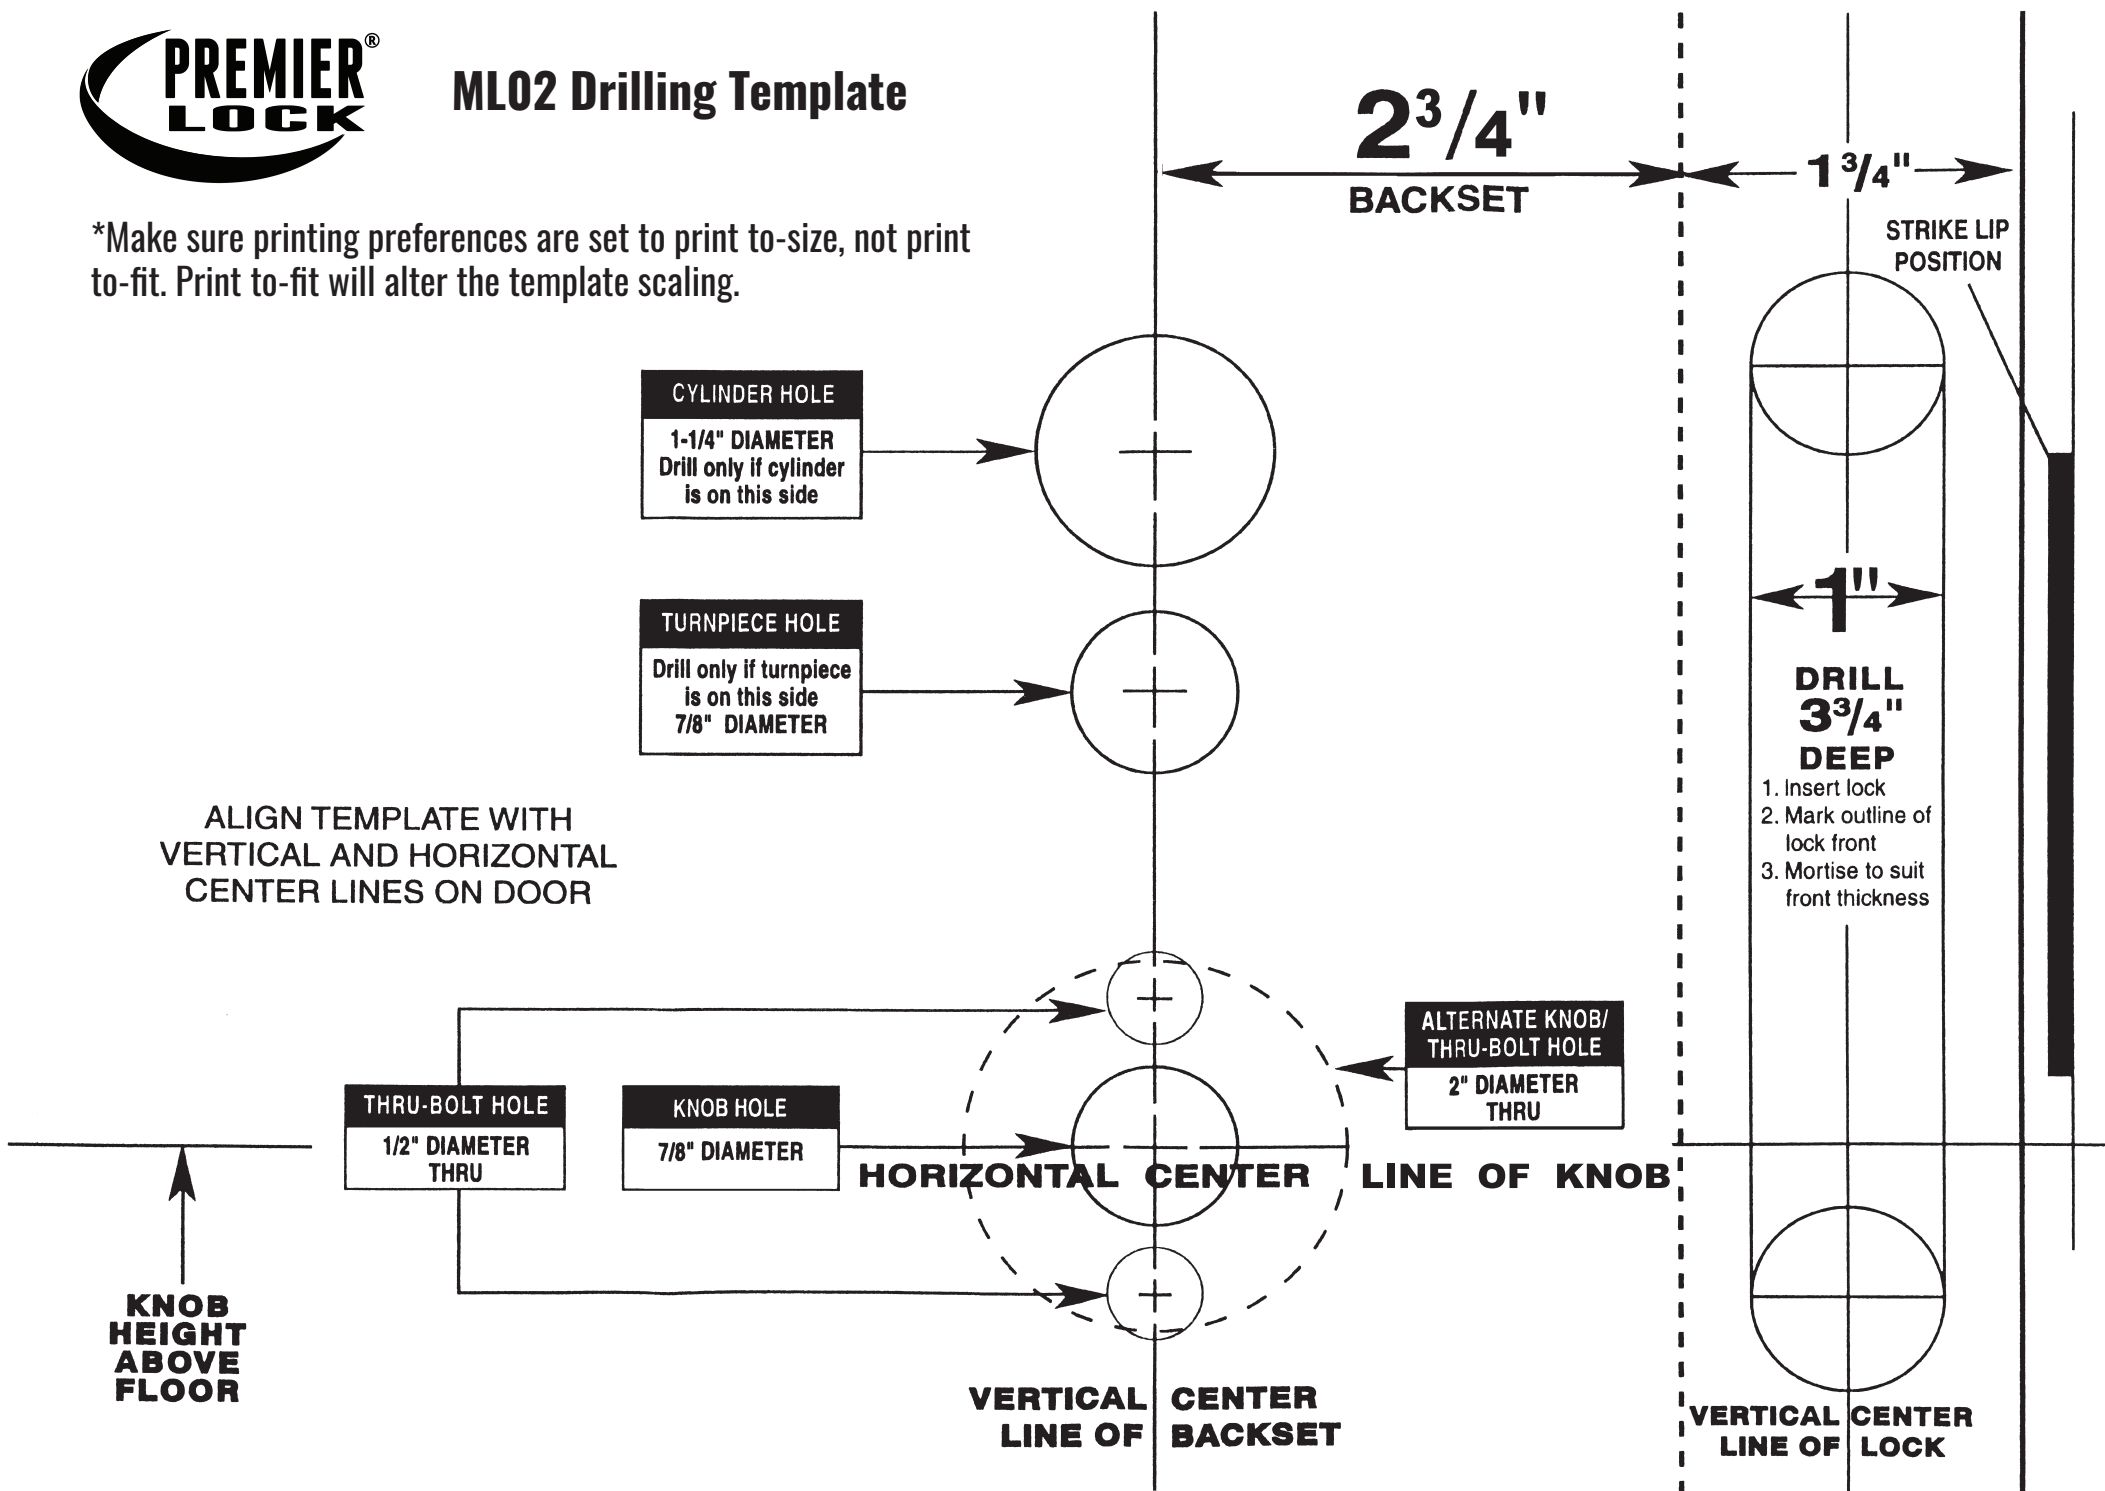 PREMIER®
LOCK
ML02 Drilling Template
*Make sure printing preferences are set to print to-size, not print
to-fit. Print to-fit will alter the template scaling.
2 3/4"
BACKSET
1 3/4"
STRIKE LIP
POSITION
CYLINDER HOLE
1-1/4" DIAMETER
Drill only if cylinder
is on this side
TURNPIECE HOLE
Drill only if turnpiece
is on this side
7/8" DIAMETER
1"
DRILL
3 3/4"
DEEP
1. Insert lock
2. Mark outline of
lock front
3. Mortise to suit
front thickness
ALIGN TEMPLATE WITH
VERTICAL AND HORIZONTAL
CENTER LINES ON DOOR
THRU-BOLT HOLE
1/2" DIAMETER
THRU
KNOB HOLE
7/8" DIAMETER
ALTERNATE KNOB/
THRU-BOLT HOLE
2" DIAMETER
THRU
HORIZONTAL CENTER LINE OF KNOB
KNOB
HEIGHT
ABOVE
FLOOR
VERTICAL CENTER
LINE OF BACKSET
VERTICAL CENTER
LINE OF LOCK